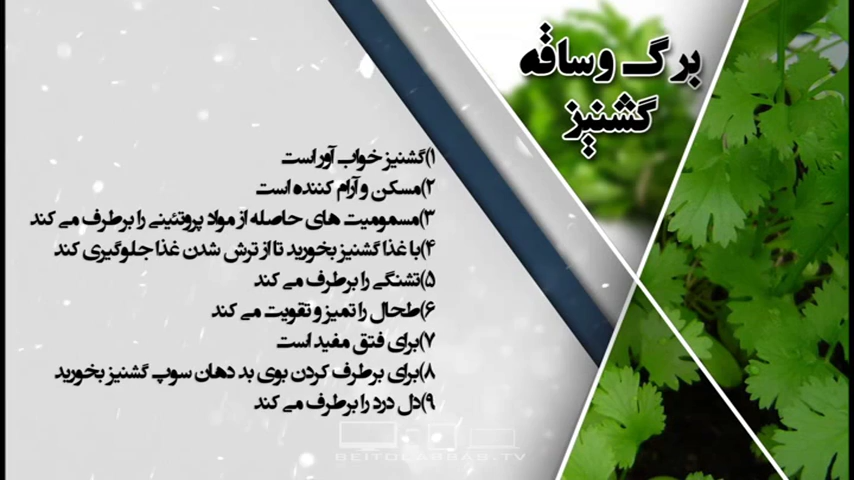 برگ وساقه
گشنیز
۱)گشنیز خواب آور است
۲)مسکن و آرام کننده است
۳)مسمومیت های حاصله از مواد پروتئینی را برطرف می کند
۴)با غذا گشنیز بخورید تا از ترش شدن غذا جلوگیری کند
۵)تشنگی را برطرف می کند
۶)طحال را تمیز و تقویت می کند
۷)برای فتق مفید است
۸)برای برطرف کردن بوی بد دهان سوپ گشنیز بخورید
۹)دل درد را برطرف می کند
BEITOLABBAS.TV